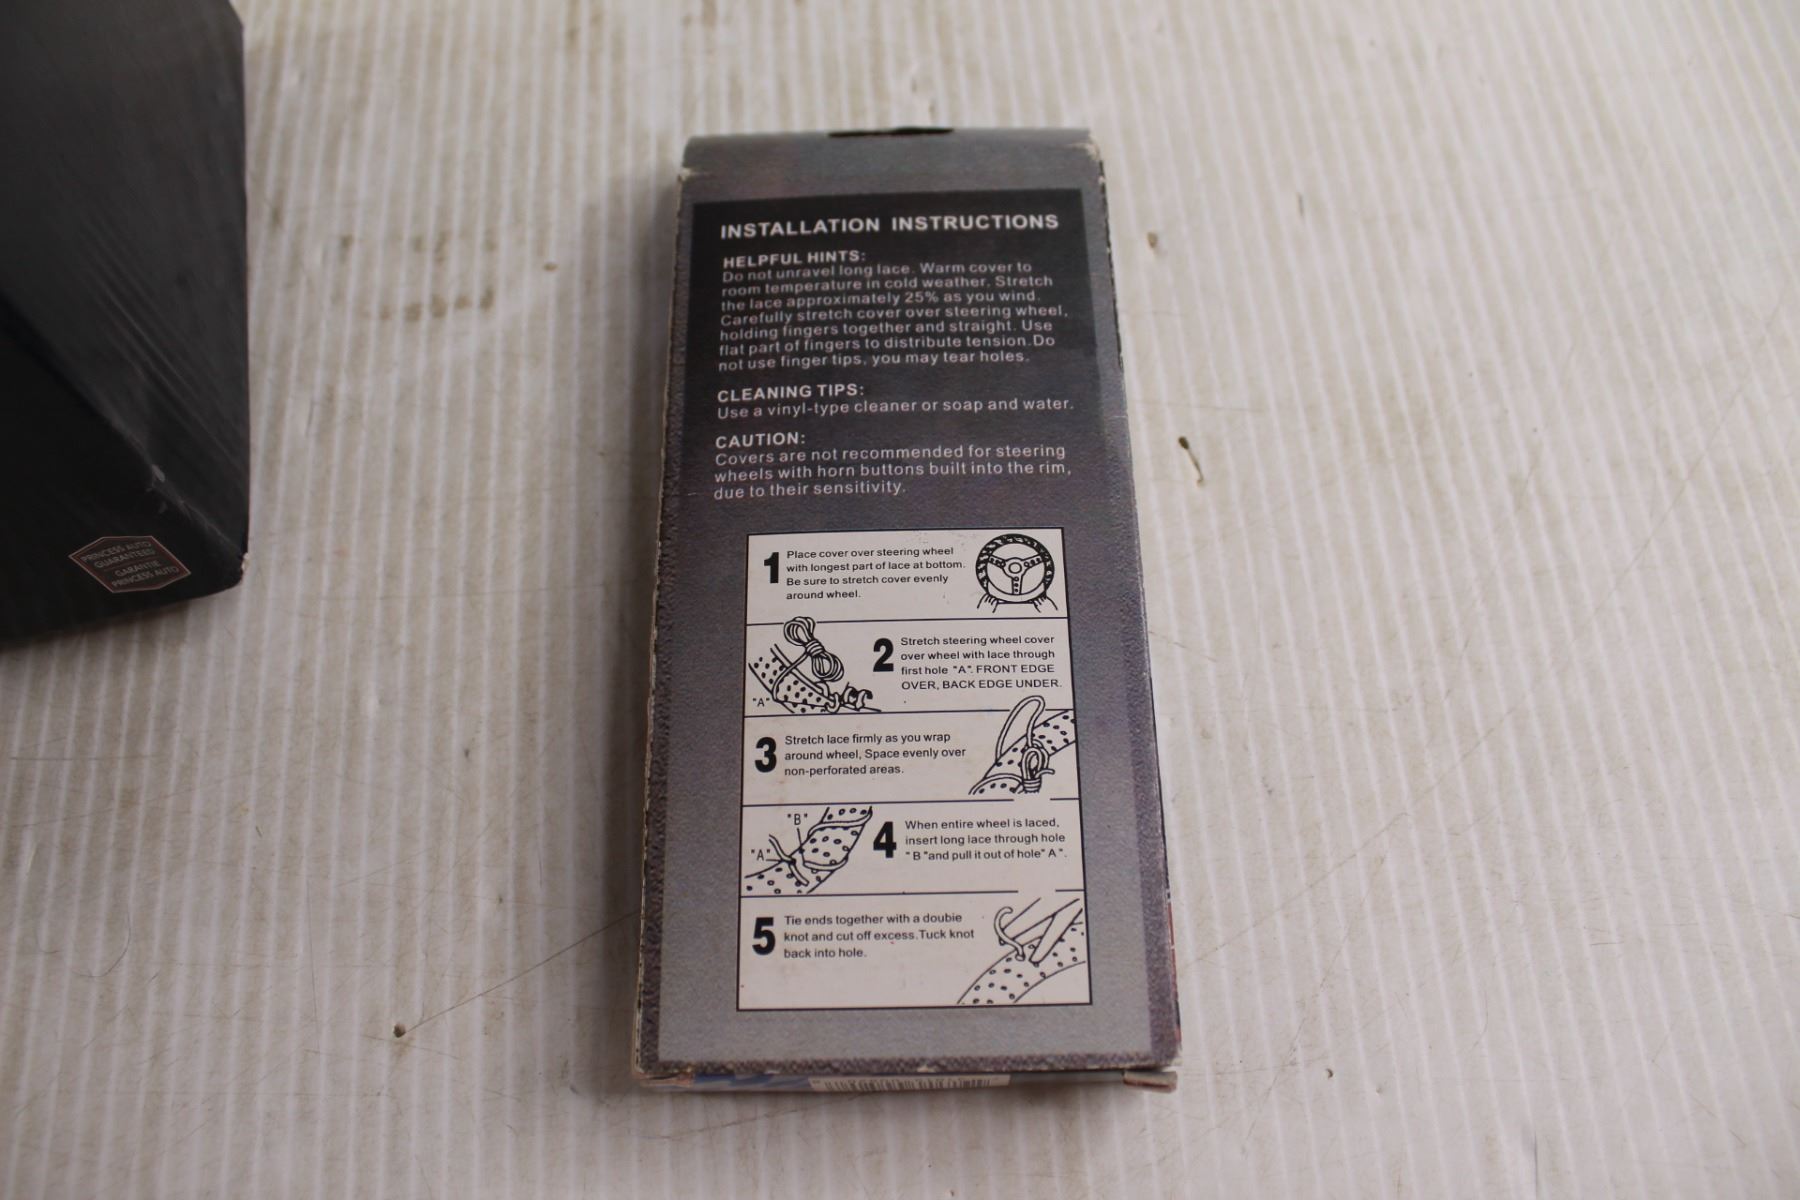 INSTALLATION INSTRUCTIONS
HELPFUL HINTS:
Do not unravel long lace. Warm cover to
room temperature in cold weather. Stretch
the lace approximately 25% as you wind.
Carefully stretch cover over steering wheel,
holding fingers together and straight. Use
flat part of fingers to distribute tension.Do
not use finger tips, you may tear holes.
CLEANING TIPS:
Use a vinyl-type cleaner or soap and water.
CAUTION:
Covers are not recommended for steering
wheels with horn buttons built into the rim,
due to their sensitivity.
1
Place cover over steering wheel
with longest part of lace at bottom.
Be sure to stretch cover evenly
around wheel.
2
Stretch steering wheel cover
over wheel with lace through
first hole "A". FRONT EDGE
OVER, BACK EDGE UNDER.
"A"
3
Stretch lace firmly as you wrap
around wheel, Space evenly over
non-perforated areas.
"B"
"A"
4
When entire wheel is laced,
insert long lace through hole
"B "and pull it out of hole" A ".
5
Tie ends together with a doubie
knot and cut off excess.Tuck knot
back into hole.
PRINCESS AUTO
GUARANTEED
GARANTIE
PRINCESS AUTO